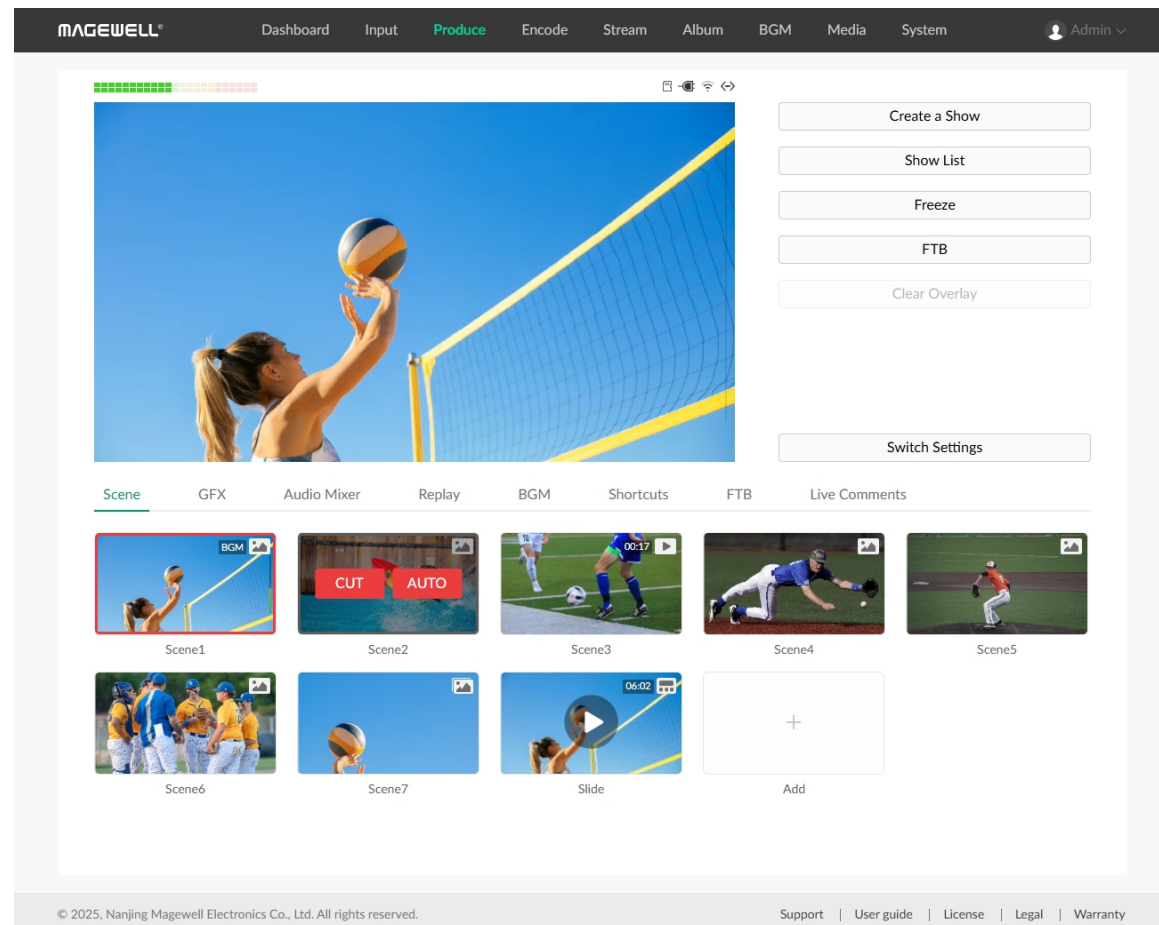 MAGEWELL®
Dashboard Input Produce Encode Stream Album BGM Media System Admin
Create a Show
Show List
Freeze
FTB
Clear Overlay
Switch Settings
Scene GFX Audio Mixer Replay BGM Shortcuts FTB Live Comments
BGM
CUT AUTO
00:17
Scene1 Scene2 Scene3 Scene4 Scene5
06:02
Scene6 Scene7 Slide Add
© 2025, Nanjing Magewell Electronics Co., Ltd. All rights reserved.
Support | User guide | License | Legal | Warranty